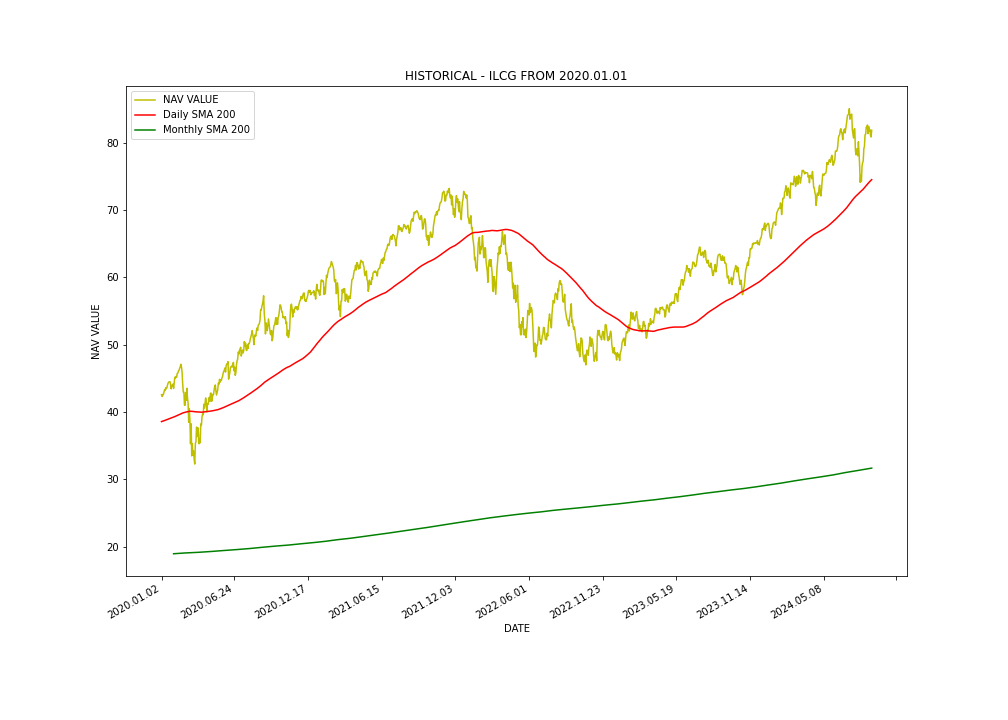 HISTORICAL - ILCG FROM 2020.01.01
NAV VALUE
Daily SMA 200
Monthly SMA 200
NAV VALUE
80
70
60
50
40
30
20
2020.01.02
2020.06.24
2020.12.17
2021.06.15
2021.12.03
2022.06.01
2022.11.23
2023.05.19
2023.11.14
2024.05.08
DATE